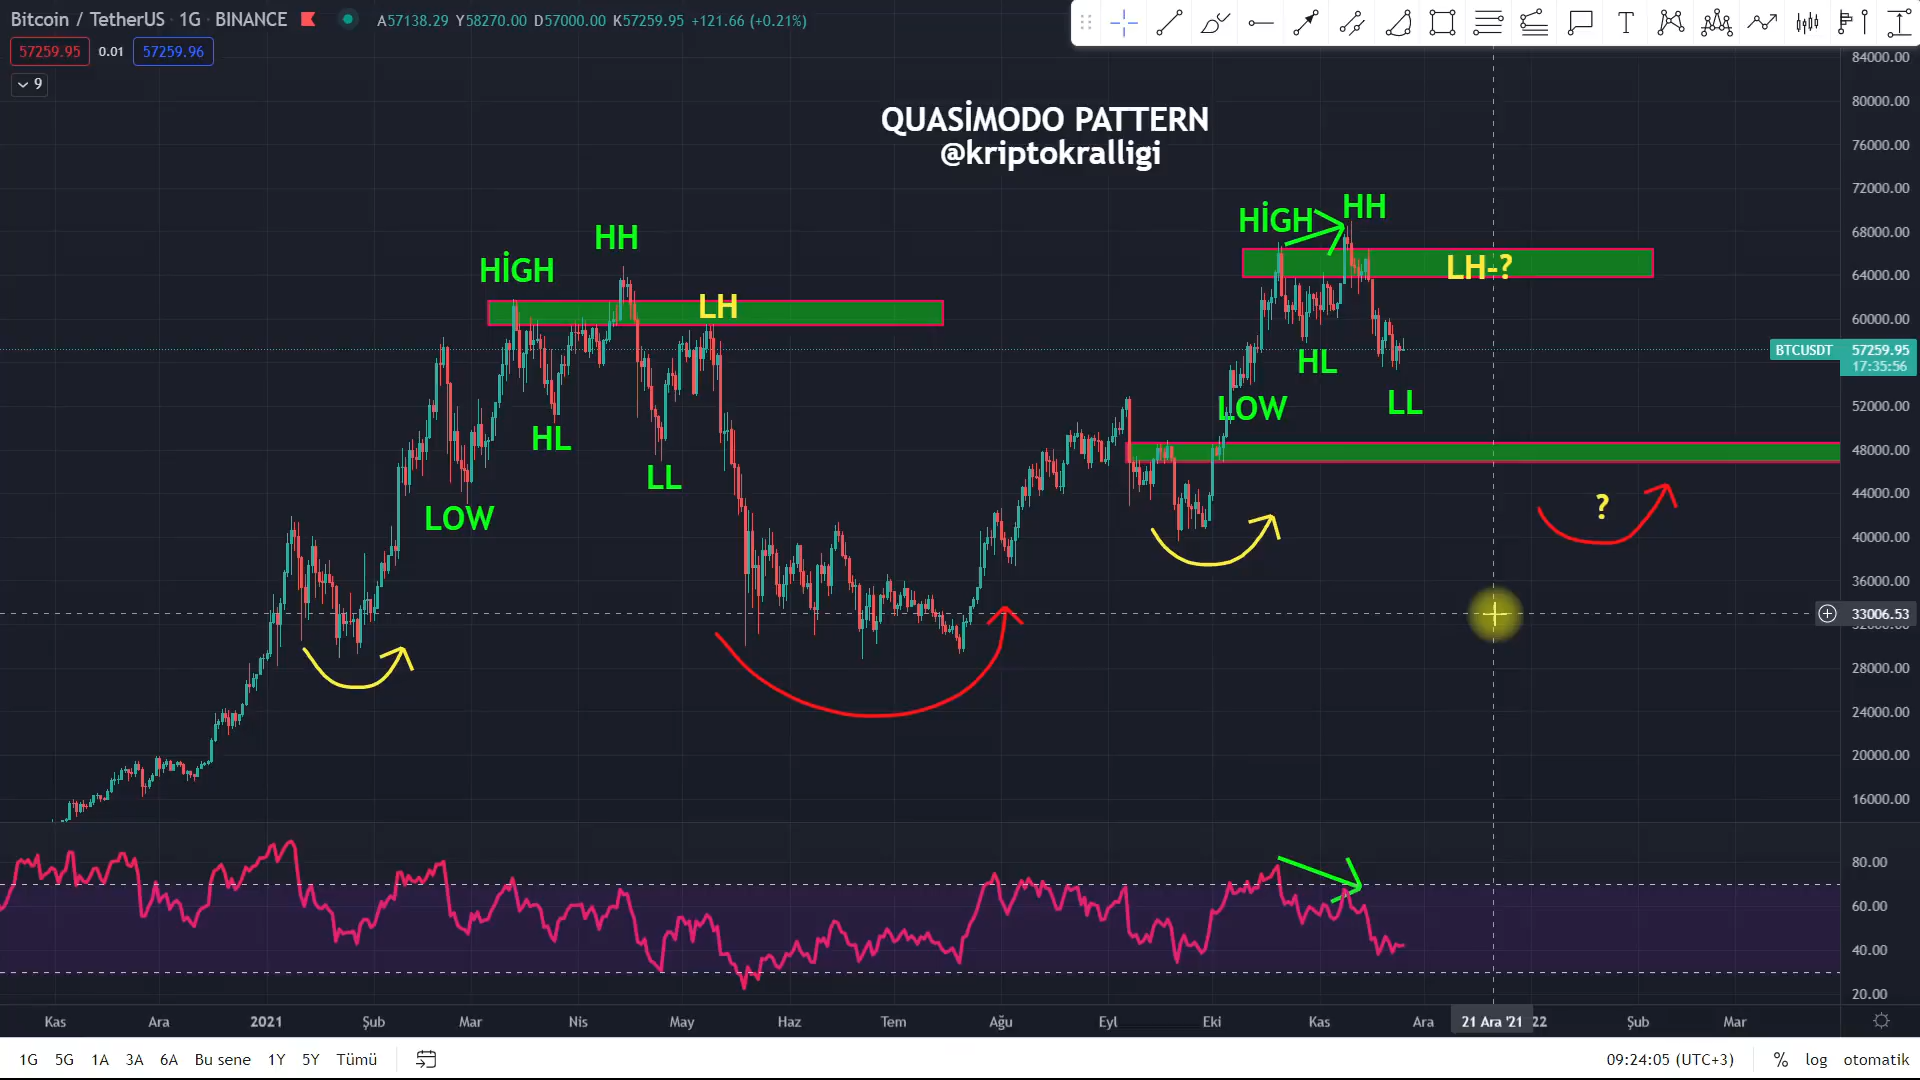 Bitcoin / TetherUS · 1G · BINANCE A57138.29 Y58270.00 D57000.00 K57259.95 +121.66 (+0.21%)
57259.95 0.01 57259.96
9
T
QUASİMODO PATTERN
@kriptokralligi
84000.00
80000.00
76000.00
72000.00
68000.00
64000.00
60000.00
BTCUSDT 57259.95
17:35:56
52000.00
48000.00
44000.00
40000.00
36000.00
33006.53
28000.00
24000.00
20000.00
16000.00
HİGH
HH
LH
HL
LL
LOW
HİGH
HH
LH-?
HL
LL
LOW
?
80.00
60.00
40.00
20.00
Kas Ara 2021 Şub Mar Nis May Haz Tem Ağu Eyl Eki Kas Ara 21 Ara '21 22 Şub Mar
1G 5G 1A 3A 6A Bu sene 1Y 5Y Tümü 09:24:05 (UTC+3) % log otomatik